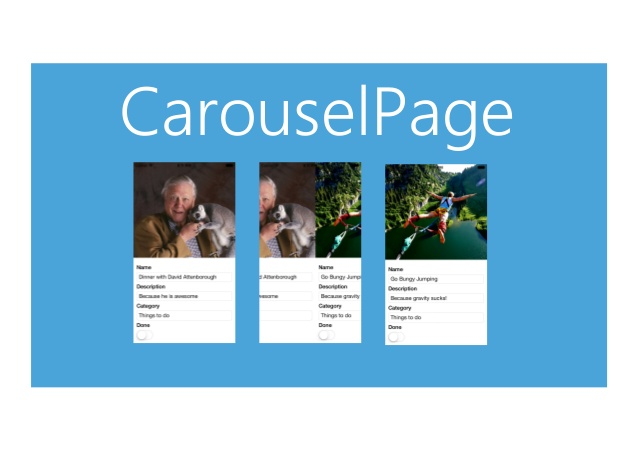 CarouselPage
Name
Dinner with David Attenborough
Description
Because he is awesome
Category
Things to do
Done
d Attenborough
wesome
Name
Go Bungy Jump
Description
Because gravity
Category
Things to do
Done
Name
Go Bungy Jumping
Description
Because gravity sucks!
Category
Things to do
Done